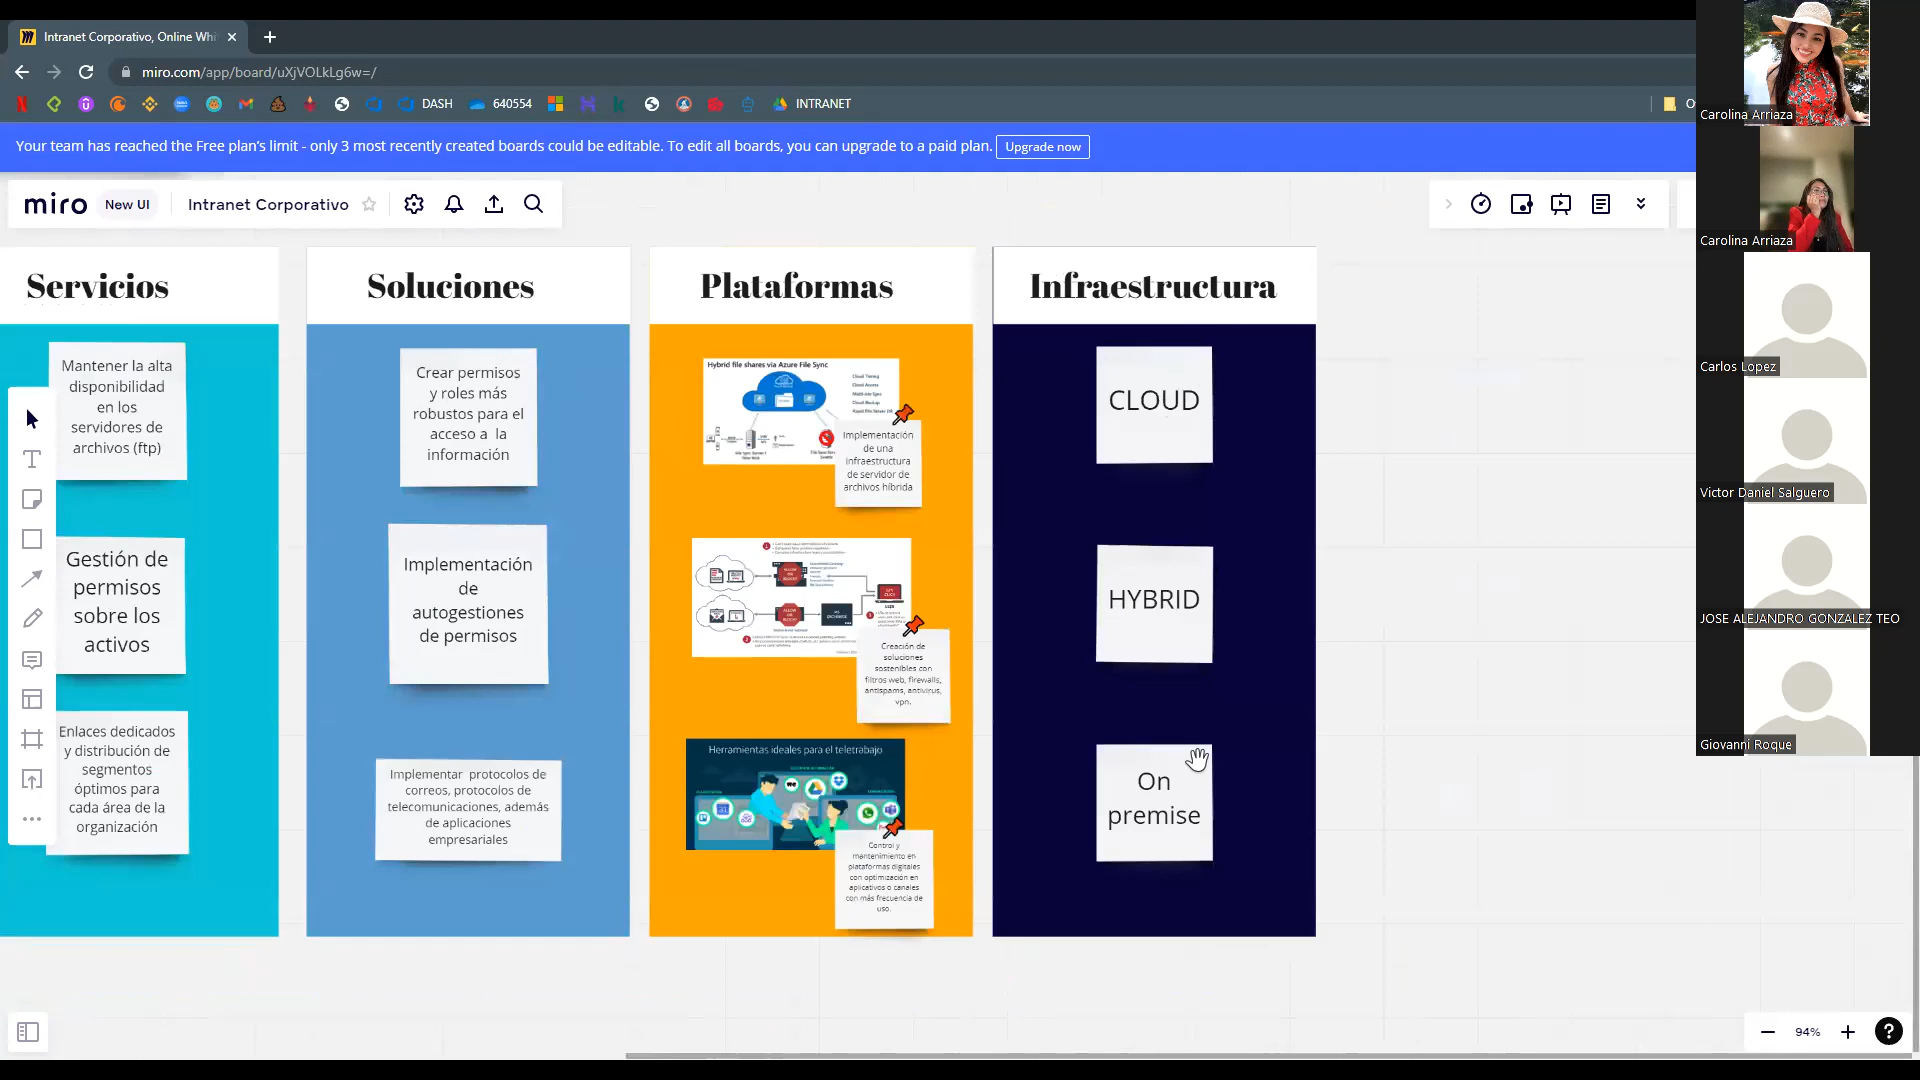 Intranet Corporativo, Online Whi
miro.com/app/board/uXjVOLkLg6w=/
DASH
640554
INTRANET
Your team has reached the Free plan's limit - only 3 most recently created boards could be editable. To edit all boards, you can upgrade to a paid plan.
Upgrade now
miro
New UI
Intranet Corporativo
Servicios
Mantener la alta
disponibilidad
en los
servidores de
archivos (ftp)
Gestión de
permisos
sobre los
activos
Enlaces dedicados
y distribución de
segmentos
óptimos para
cada área de la
organización
Soluciones
Crear permisos
y roles más
robustos para el
acceso a la
información
Implementación
de
autogestiones
de permisos
Implementar protocolos de
correos, protocolos de
telecomunicaciones, además
de aplicaciones
empresariales
Plataformas
Hybrid file shares via Azure File Sync
Cloud Tiering
Cloud Access
Cloud Backup
Implementación
de una
infraestructura
de servidor de
archivos híbrida
Creación de
soluciones
sostenibles con
filtros web, firewalls,
antispams, antivirus,
vpn.
Herramientas ideales para el teletrabajo
Control y
mantenimiento en
plataformas digitales
con optimización en
aplicativos o canales
con más frecuencia de
uso.
Infraestructura
CLOUD
HYBRID
On
premise
94%
Carolina Arriaza
Carolina Arriaza
Carlos Lopez
Victor Daniel Salguero
JOSE ALEJANDRO GONZALEZ TEO
Giovanni Roque